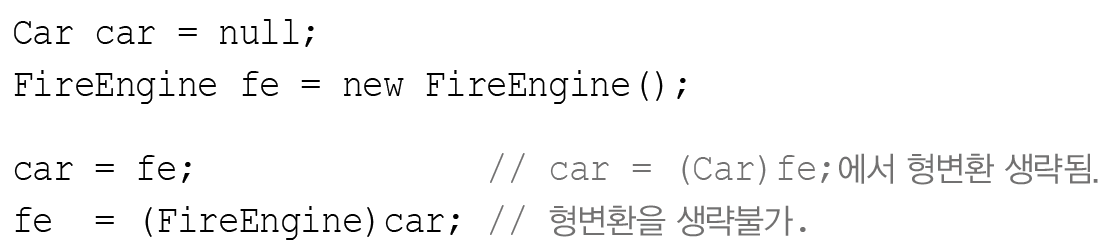 Car car = null;
FireEngine fe = new FireEngine();
car = fe; // car = (Car)fe;에서 형변환 생략됨.
fe = (FireEngine)car; // 형변환을 생략불가.